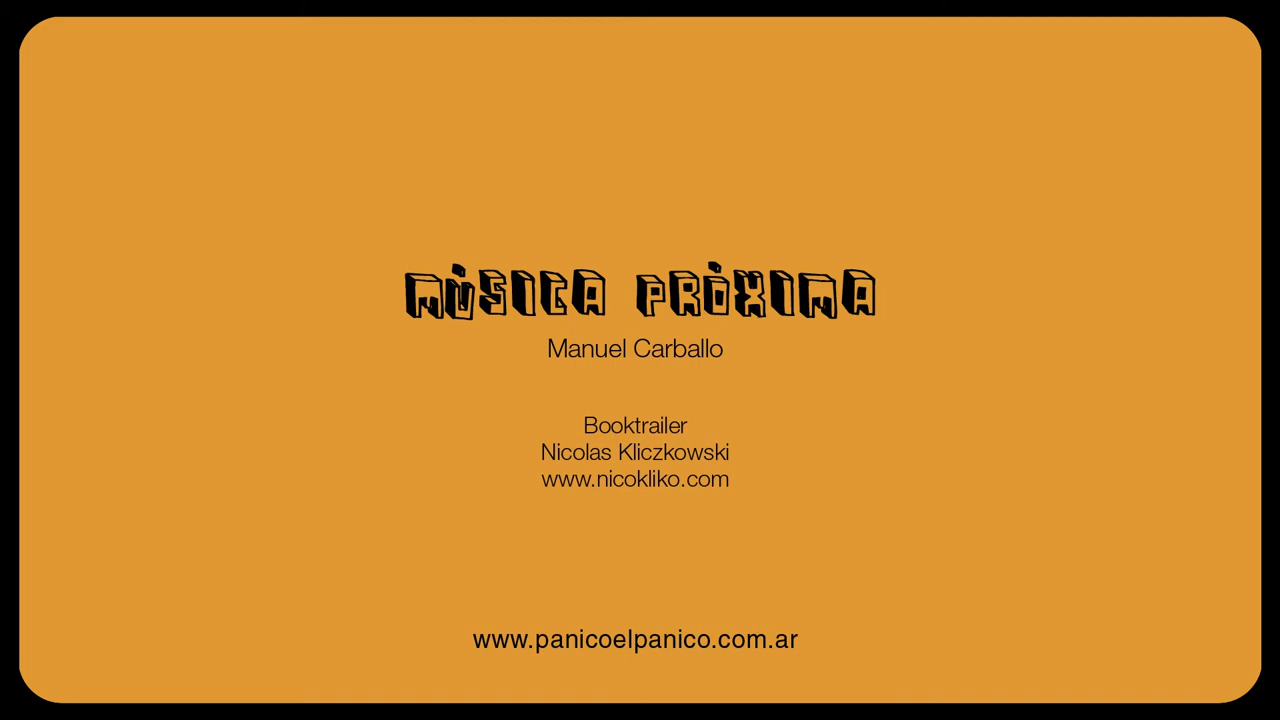 MÚSICA PRÓXIMA
Manuel Carballo
Booktrailer
Nicolas Kliczkowski
www.nicokliko.com
www.panicoelpanico.com.ar